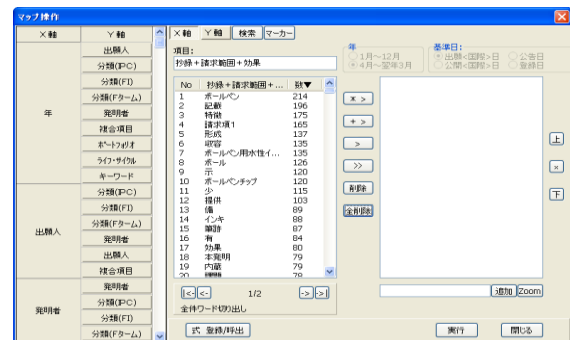 マップ操作
X軸 Y軸
年
出願人
分類(IPC)
分類(FI)
分類(Fターム)
発明者
複合項目
ポートフォリオ
ライフ・サイクル
キーワード
出願人
分類(IPC)
分類(FI)
分類(Fターム)
発明者
出願人
複合項目
発明者
発明者
分類(IPC)
分類(FI)
分類(Fターム)
X軸 Y軸 検索 マーカー
項目:
抄録+請求範囲+効果
No 抄録+請求範囲+... 数▼
1 ボールペン 214
2 記載 196
3 特徴 175
4 請求項1 165
5 形成 137
6 収容 135
7 ボールペン用水性イ... 135
8 ボール 126
9 示 120
10 ボールペンチップ 120
11 少 115
12 提供 103
13 備 89
14 インキ 88
15 筆跡 87
16 有 84
17 効果 80
18 本発明 79
19 内蔵 79
20 課題 78
|<- <- 1/2 -> ->|
全件ワード切り出し
式 登録/呼出
年
1月~12月
4月~翌年3月
基準日:
出願<国際>日 公告日
公開<国際>日 登録日
* >
+ >
>
>>
削除
全削除
上
×
下
追加 Zoom
実行 閉じる